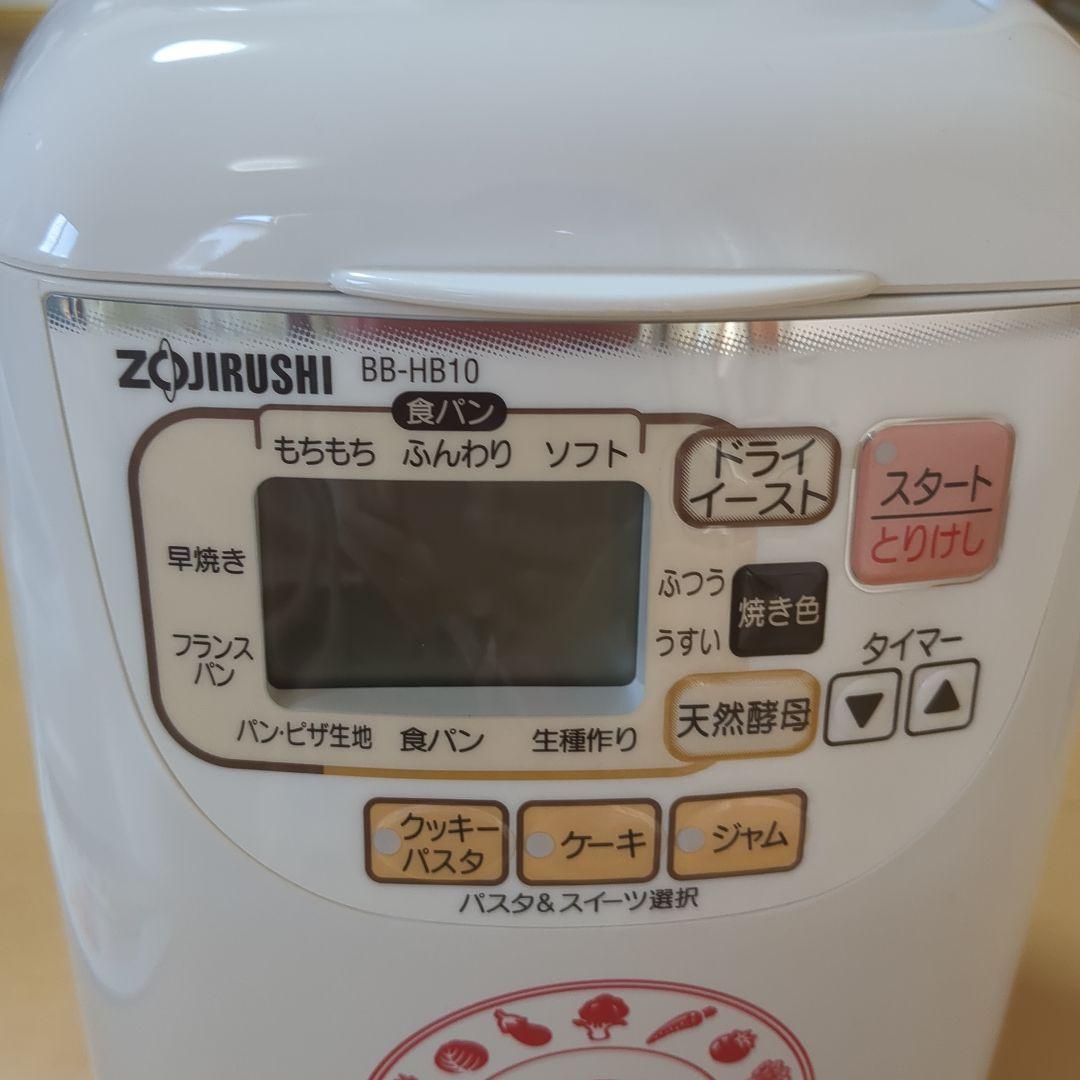 ZOJIRUSHI BB-HB10
食パン
もちもち ふんわり ソフト
ドライ
イースト
スタート
とりけし
早焼き
ふつう
うすい
焼き色
フランス
パン
タイマー
▼ ▲
パン・ピザ生地 食パン 生種作り
天然酵母
クッキー
パスタ
ケーキ
ジャム
パスタ&スイーツ選択